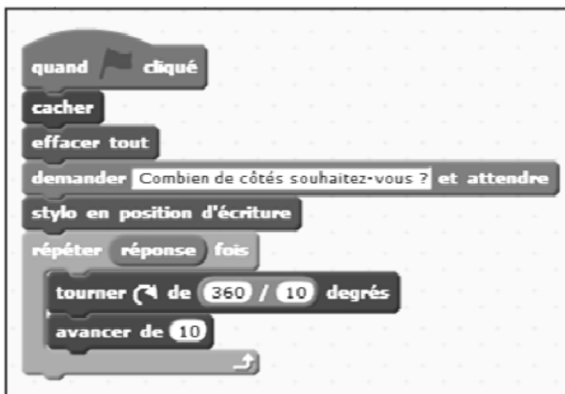 quand cliqué
cacher
effacer tout
demander Combien de côtés souhaitez-vous ? et attendre
stylo en position d'écriture
répéter réponse fois
tourner de 360 / 10 degrés
avancer de 10